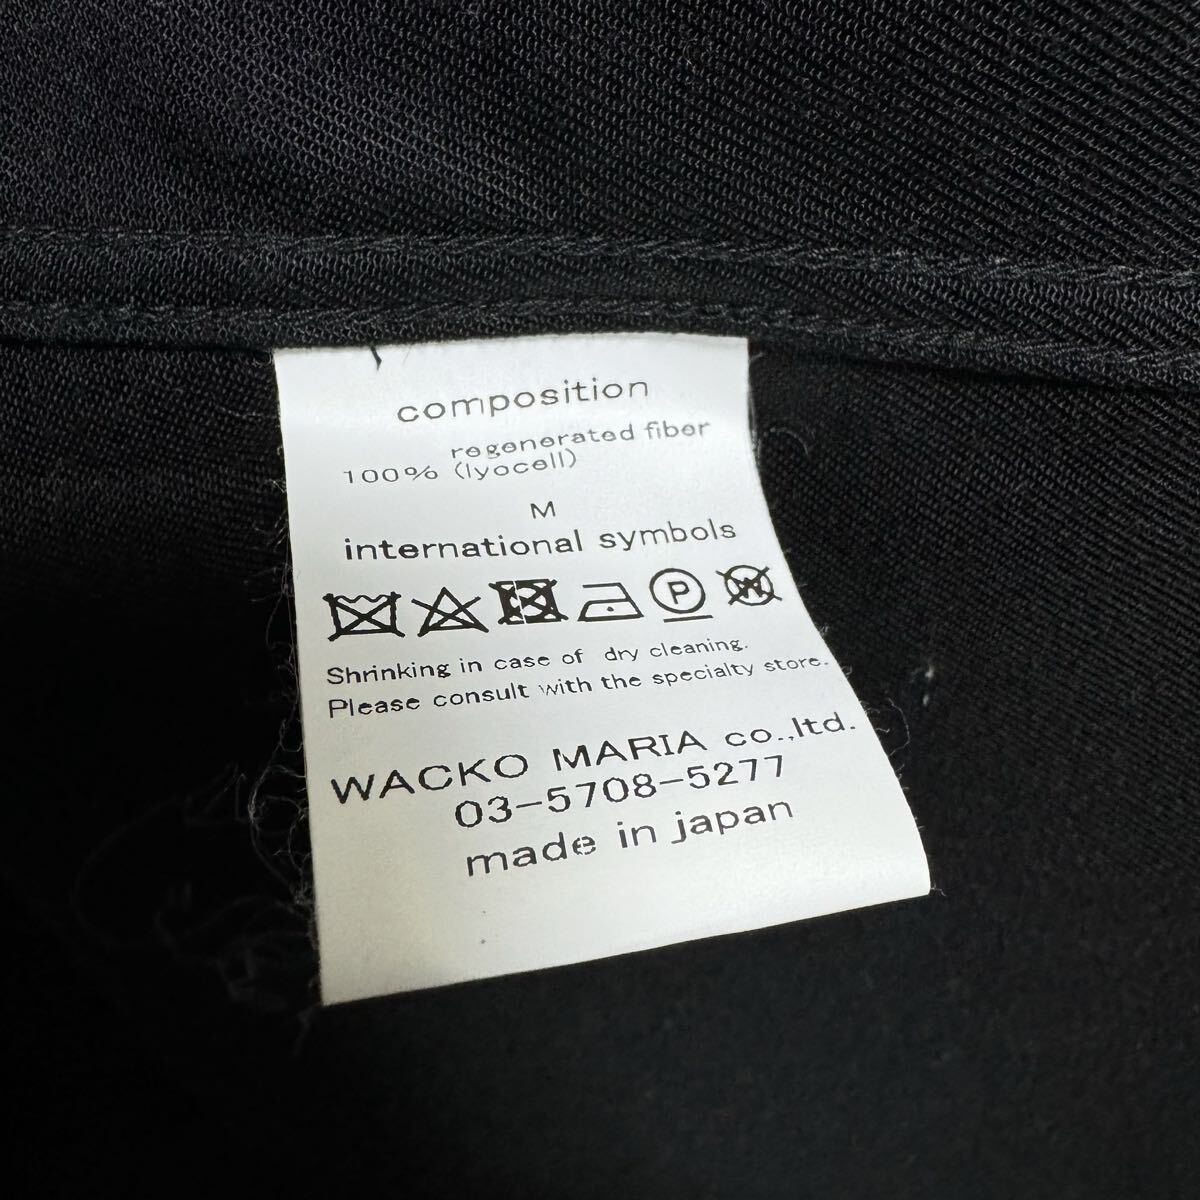 composition
regenerated fiber
100% (lyocell)
M
international symbols
P W
Shrinking in case of dry cleaning.
Please consult with the specialty store.
WACKO MARIA co.,ltd.
03-5708-5277
made in japan